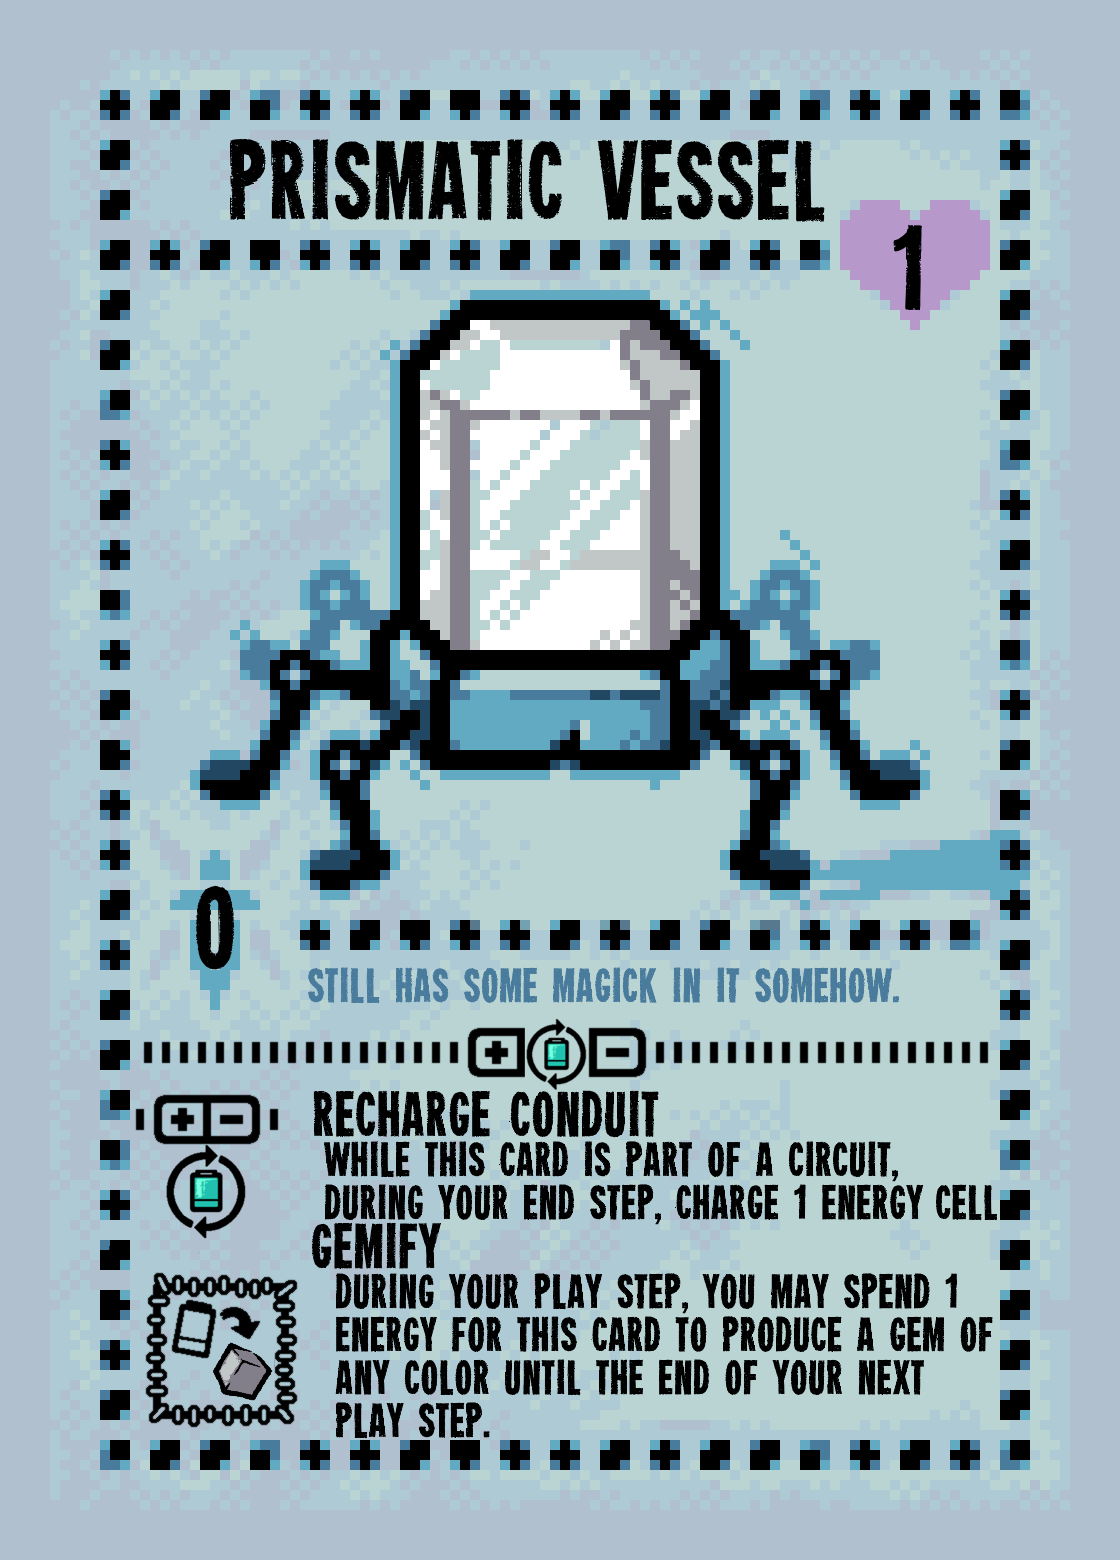 PRISMATIC VESSEL
1
0
STILL HAS SOME MAGICK IN IT SOMEHOW.
RECHARGE CONDUIT
WHILE THIS CARD IS PART OF A CIRCUIT,
DURING YOUR END STEP, CHARGE 1 ENERGY CELL
GEMIFY
DURING YOUR PLAY STEP, YOU MAY SPEND 1
ENERGY FOR THIS CARD TO PRODUCE A GEM OF
ANY COLOR UNTIL THE END OF YOUR NEXT
PLAY STEP.